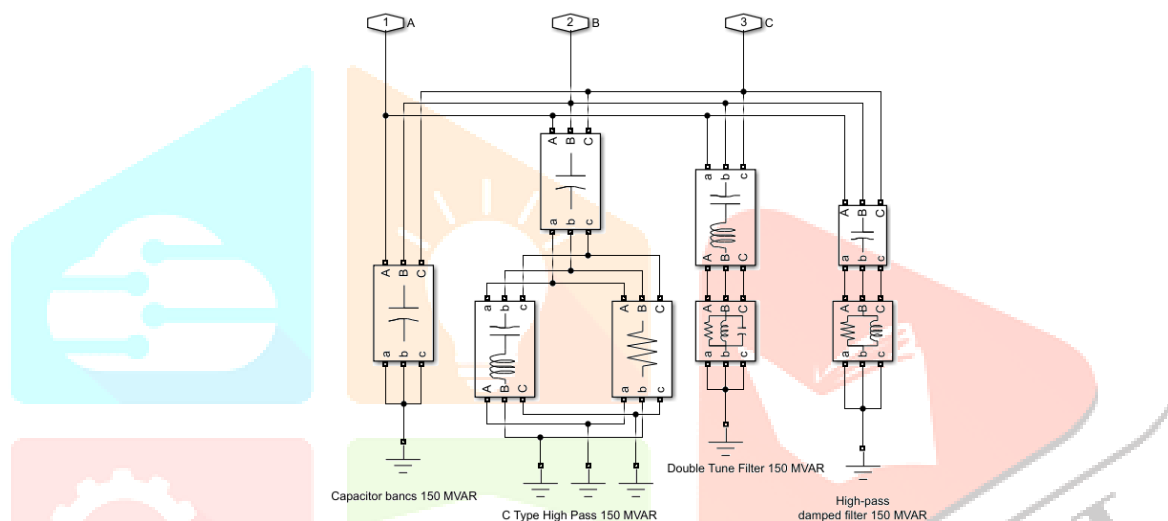 1 A 2 B 3 C
A B C
a b c
A B C
a b c
A B C
a b c
A B C
a b c
a b c
A B C
A B C
a b c
A B C
a b c
A B C
a b c
Double Tune Filter 150 MVAR
Capacitor bancs 150 MVAR
High-pass
damped filter 150 MVAR
C Type High Pass 150 MVAR